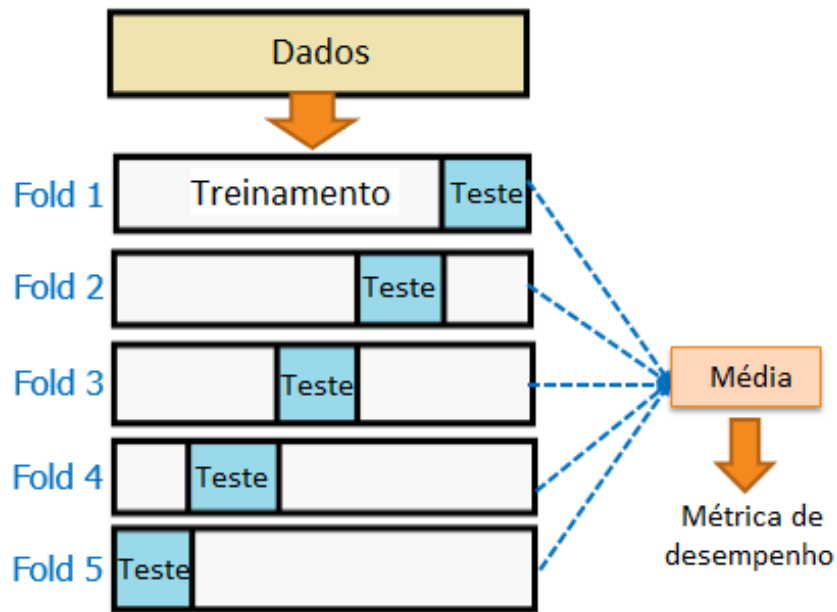 Dados
Fold 1
Treinamento
Teste
Fold 2
Teste
Fold 3
Teste
Fold 4
Teste
Fold 5
Teste
Média
Métrica de
desempenho